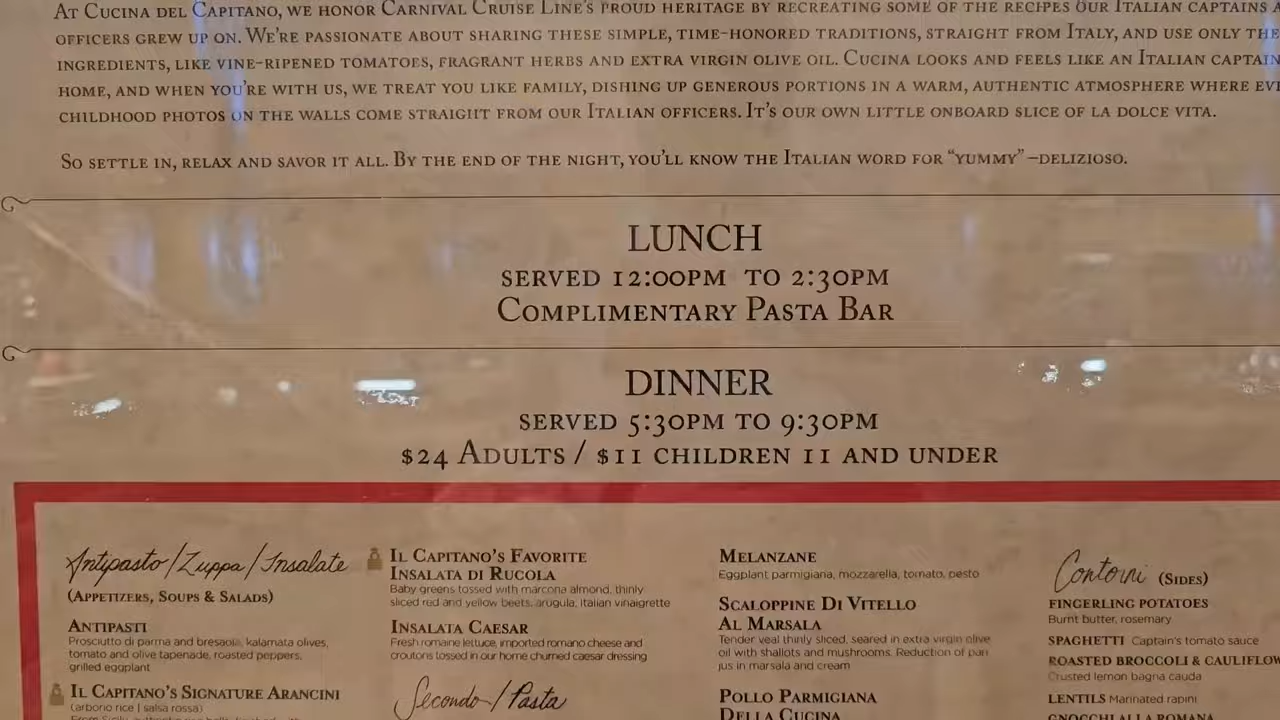 At Cucina del Capitano, we honor Carnival Cruise Line's proud heritage by recreating some of the recipes our Italian captains
officers grew up on. We're passionate about sharing these simple, time-honored traditions, straight from Italy, and use only the
ingredients, like vine-ripened tomatoes, fragrant herbs and extra virgin olive oil. Cucina looks and feels like an Italian captain
home, and when you're with us, we treat you like family, dishing up generous portions in a warm, authentic atmosphere where
childhood photos on the walls come straight from our Italian officers. It's our own little onboard slice of la dolce vita.
So settle in, relax and savor it all. By the end of the night, you'll know the Italian word for "yummy" –delizioso.
LUNCH
served 12:00pm to 2:30pm
Complimentary Pasta Bar
DINNER
served 5:30pm to 9:30pm
$24 Adults / $11 children 11 and under
Antipasto/Zuppa/Insalate
(Appetizers, Soups & Salads)
Antipasti
Prosciutto di parma and bresaola, kalamata olives,
tomato and olive tapenade, roasted peppers,
grilled eggplant
Il Capitano's Signature Arancini
(arborio rice | salsa rossa)
Il Capitano's Favorite
Insalata di Rucola
Baby greens tossed with marcona almond, thinly
sliced red and yellow beets, arugula, Italian vinaigrette
Insalata Caesar
Fresh romaine lettuce, imported romano cheese and
croutons tossed in our home churned caesar dressing
Secondo/Pasta
Melanzane
Eggplant parmigiana, mozzarella, tomato, pesto
Scaloppine Di Vitello
Al Marsala
Tender veal thinly sliced, seared in extra virgin olive
oil with shallots and mushrooms. Reduction of pan
jus in marsala and cream
Pollo Parmigiana
Della Cucina
Contorni (Sides)
Fingerling Potatoes
Burnt butter, rosemary
Spaghetti Captain's tomato sauce
Roasted Broccoli & Cauliflow
Crusted lemon bagna cauda
Lentils Marinated rapini
Gnocchi alla Romana